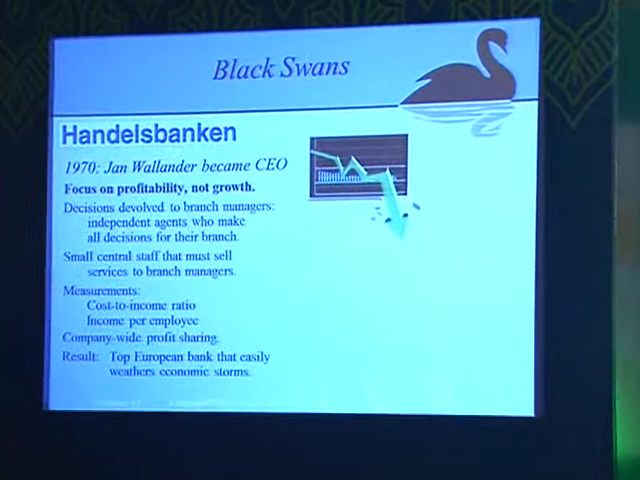 Black Swans
Handelsbanken
1970: Jan Wallander became CEO
Focus on profitability, not growth.
Decisions devolved to branch managers:
independent agents who make
all decisions for their branch.
Small central staff that must sell
services to branch managers.
Measurements:
Cost-to-income ratio
Income per employee
Company-wide profit sharing.
Result: Top European bank that easily
weathers economic storms.